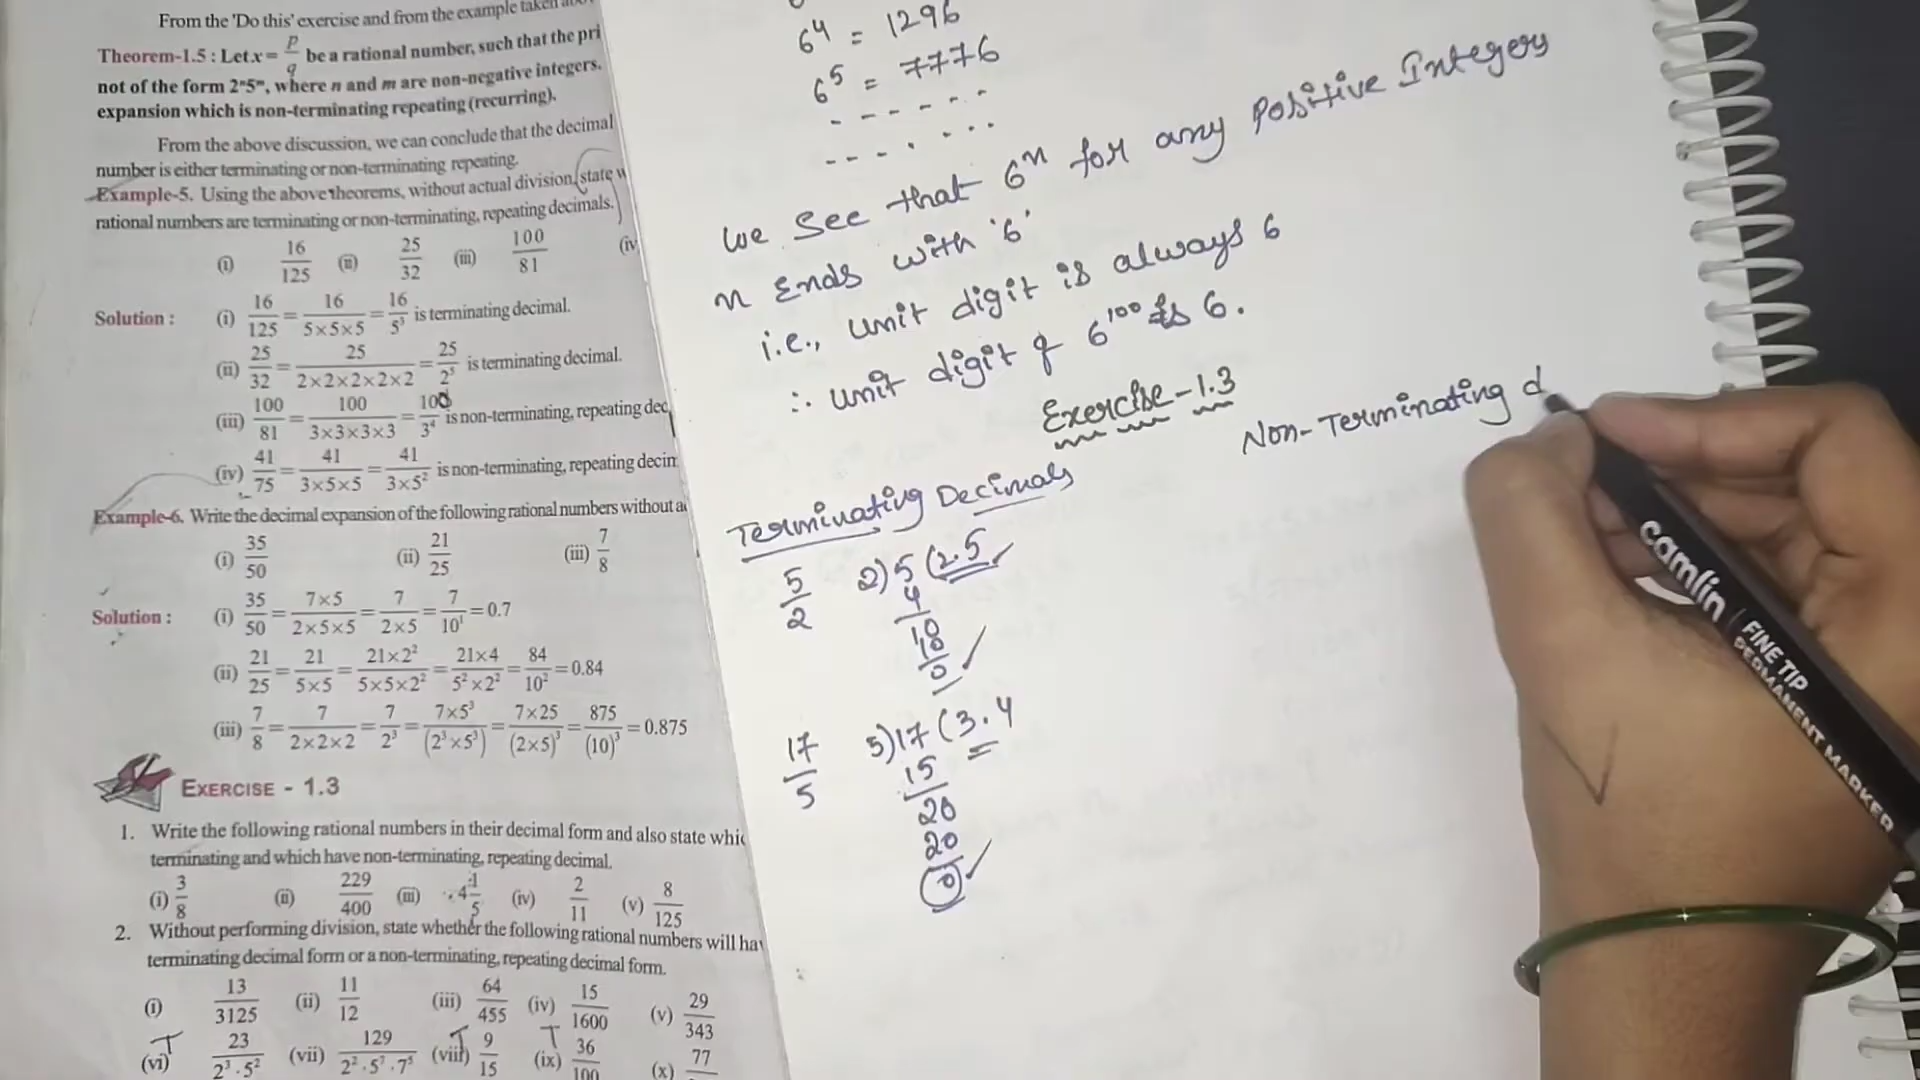 From the 'Do this' exercise and from the example taken
Theorem-1.5 : Let x = p/q be a rational number, such that the pri
not of the form 2ⁿ5ᵐ, where n and m are non-negative integers.
expansion which is non-terminating repeating (recurring).
From the above discussion, we can conclude that the decimal
number is either terminating or non-terminating repeating.
Example-5. Using the above theorems, without actual division, state w
rational numbers are terminating or non-terminating, repeating decimals.
(i) 16/125 (ii) 25/32 (iii) 100/81 (iv
Solution : (i) 16/125 = 16/5×5×5 = 16/5³ is terminating decimal.
(ii) 25/32 = 25/2×2×2×2×2 = 25/2⁵ is terminating decimal.
(iii) 100/81 = 100/3×3×3×3 = 100/3⁴ is non-terminating, repeating dec
(iv) 41/75 = 41/3×5×5 = 41/3×5² is non-terminating, repeating decin
Example-6. Write the decimal expansion of the following rational numbers without a
(i) 35/50 (ii) 21/25 (iii) 7/8
Solution : (i) 35/50 = 7×5/2×5×5 = 7/2×5 = 7/10¹ = 0.7
(ii) 21/25 = 21/5×5 = 21×2²/5×5×2² = 21×4/5²×2² = 84/10² = 0.84
(iii) 7/8 = 7/2×2×2 = 7/2³ = 7×5³/(2³×5³) = 7×25/(2×5)³ = 875/(10)³ = 0.875
EXERCISE - 1.3
1. Write the following rational numbers in their decimal form and also state whic
terminating and which have non-terminating, repeating decimal.
(i) 3/8 (ii) 229/400 (iii) 4 1/5 (iv) 2/11 (v) 8/125
2. Without performing division, state whether the following rational numbers will hav
terminating decimal form or a non-terminating, repeating decimal form.
(i) 13/3125 (ii) 11/12 (iii) 64/455 (iv) 15/1600 (v) 29/343
T T T
(vi) 23/2³·5² (vii) 129/2²·5⁷·7⁵ (viii) 9/15 (ix) 36/100 (x) 77
6⁴ = 1296
6⁵ = 7776
we see that 6ⁿ for any Positive Integers
n Ends with '6'
i.e., unit digit is always 6
∴ unit digit of 6¹⁰⁰ is 6.
Exercise - 1.3
Terminating Decimals
Non-Terminating d
5/2 2)5(2.5
4
10
10
0
17/5 5)17(3.4
15
20
20
0
camlin FINE TIP
PERMANENT MARKER